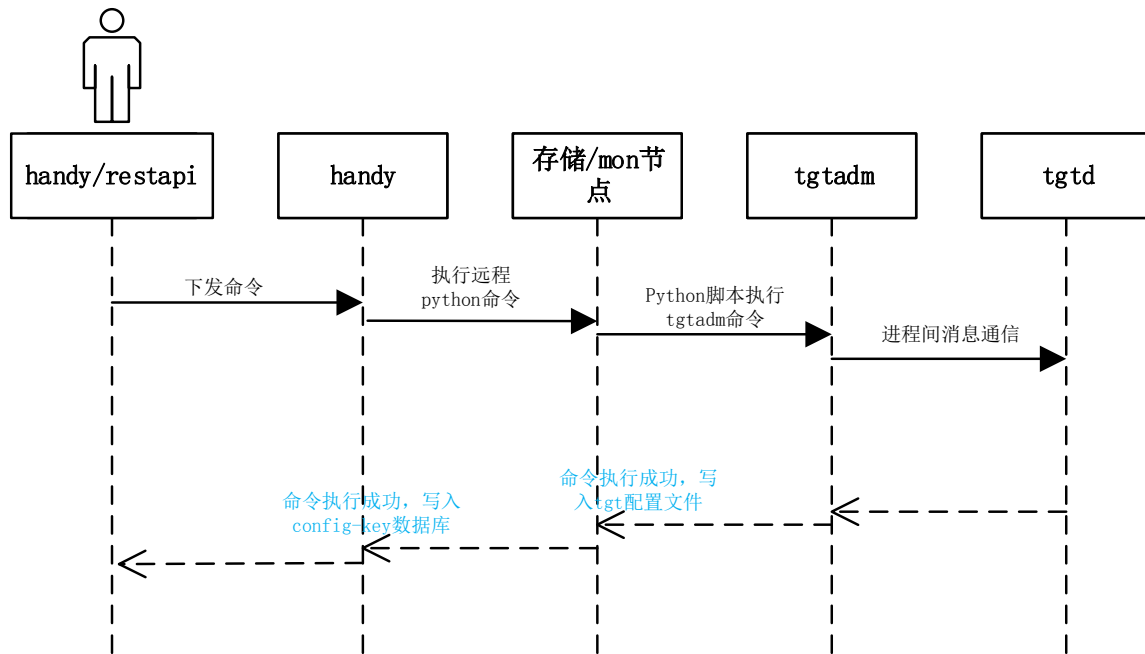 handy/restapi
handy
存储/mon节
点
tgtadm
tgtd
下发命令
执行远程
python命令
Python脚本执行
tgtadm命令
进程间消息通信
命令执行成功，写
入tgt配置文件
命令执行成功，写入
config-key数据库